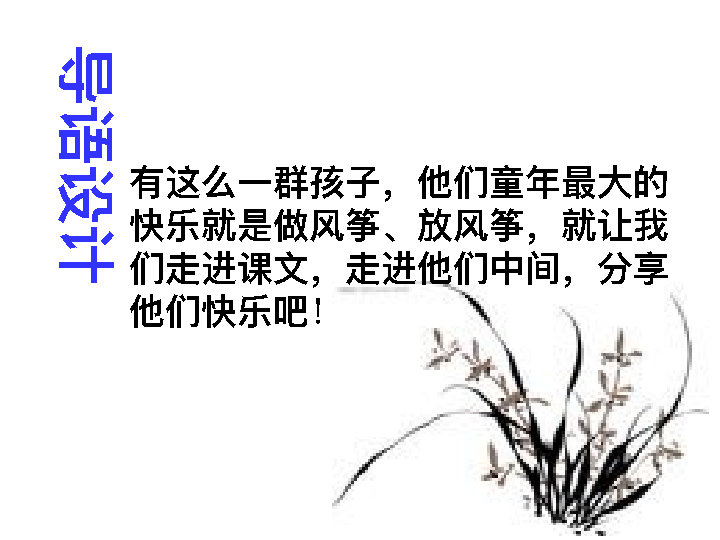 导语设计
有这么一群孩子，他们童年最大的
快乐就是做风筝、放风筝，就让我
们走进课文，走进他们中间，分享
他们快乐吧！